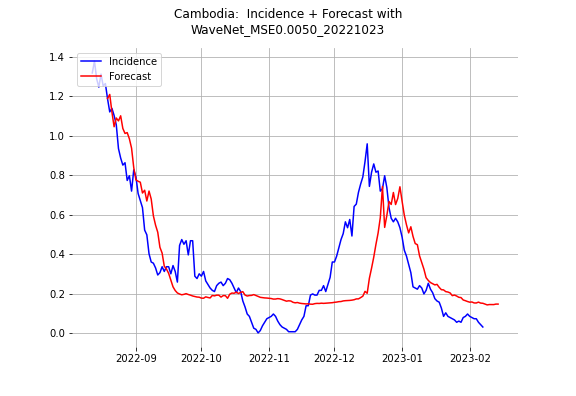 Cambodia:  Incidence + Forecast with
WaveNet_MSE0.0050_20221023
Incidence
Forecast
1.4
1.2
1.0
0.8
0.6
0.4
0.2
0.0
2022-09 2022-10 2022-11 2022-12 2023-01 2023-02